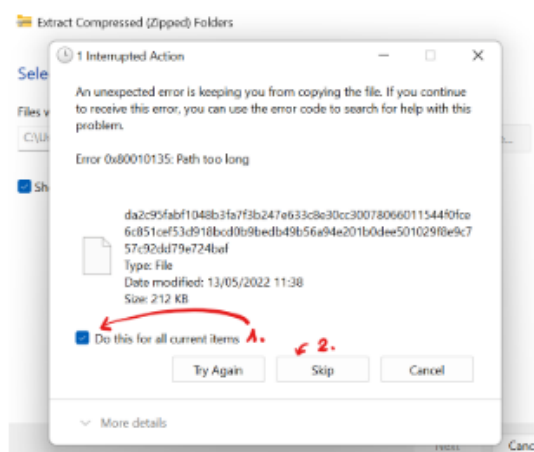 Extract Compressed (Zipped) Folders
1 Interrupted Action
Sele
An unexpected error is keeping you from copying the file. If you continue
to receive this error, you can use the error code to search for help with this
problem.
Files
C:\U
Error 0x80010135: Path too long
Sh
da2c95fabf1048b3fa7f3b247e633c8e30cc30078066011544f0fce
6c851cef53d918bcd0b9bedb49b56a94e201b0dee501029f8e9c7
57c92dd79e724baf
Type: File
Date modified: 13/05/2022 11:38
Size: 212 KB
Do this for all current items 1.
2.
Try Again Skip Cancel
More details
Next Canc